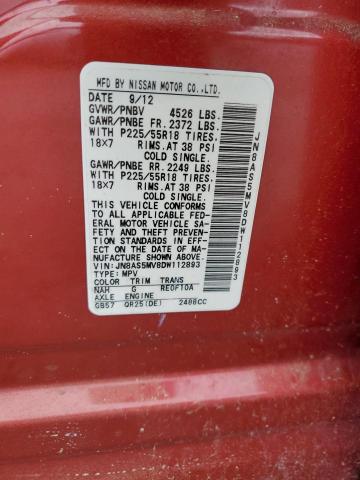 MFD BY NISSAN MOTOR CO.,LTD.
DATE 9/12
GVWR/PNBV 4526 LBS.
GAWR/PNBE FR. 2372 LBS.
WITH P225/55R18 TIRES.
18X7 RIMS.AT 38 PSI
COLD SINGLE.
GAWR/PNBE RR. 2249 LBS.
WITH P225/55R18 TIRES.
18X7 RIMS.AT 38 PSI
COLD SINGLE.
THIS VEHICLE CONFORMS
TO ALL APPLICABLE FED-
ERAL MOTOR VEHICLE SA-
FETY AND THEFT PREVEN-
TION STANDARDS IN EFF-
ECT ON THE DATE OF M-
ANUFACTURE SHOWN ABOVE.
VIN:JN8AS5MV8DW112893
TYPE: MPV
COLOR TRIM TRANS
NAH G RE0F10A
AXLE ENGINE
GB57 QR25(DE) 2488CC
JN8AS5MV8DW112893